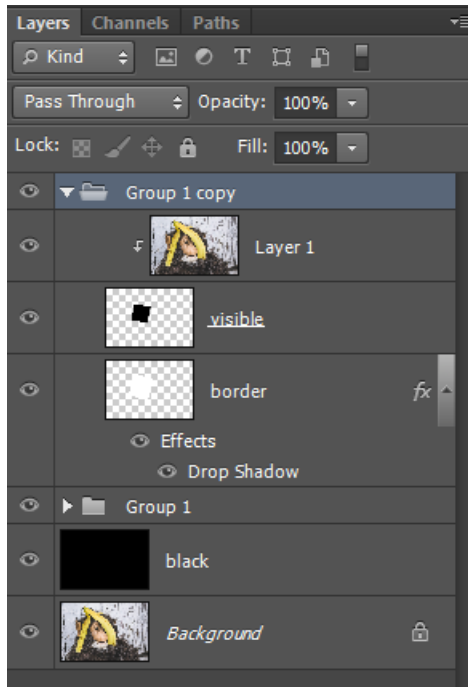 Layers Channels Paths
Kind
Pass Through Opacity: 100%
Lock: Fill: 100%
Group 1 copy
Layer 1
visible
border fx
Effects
Drop Shadow
Group 1
black
Background